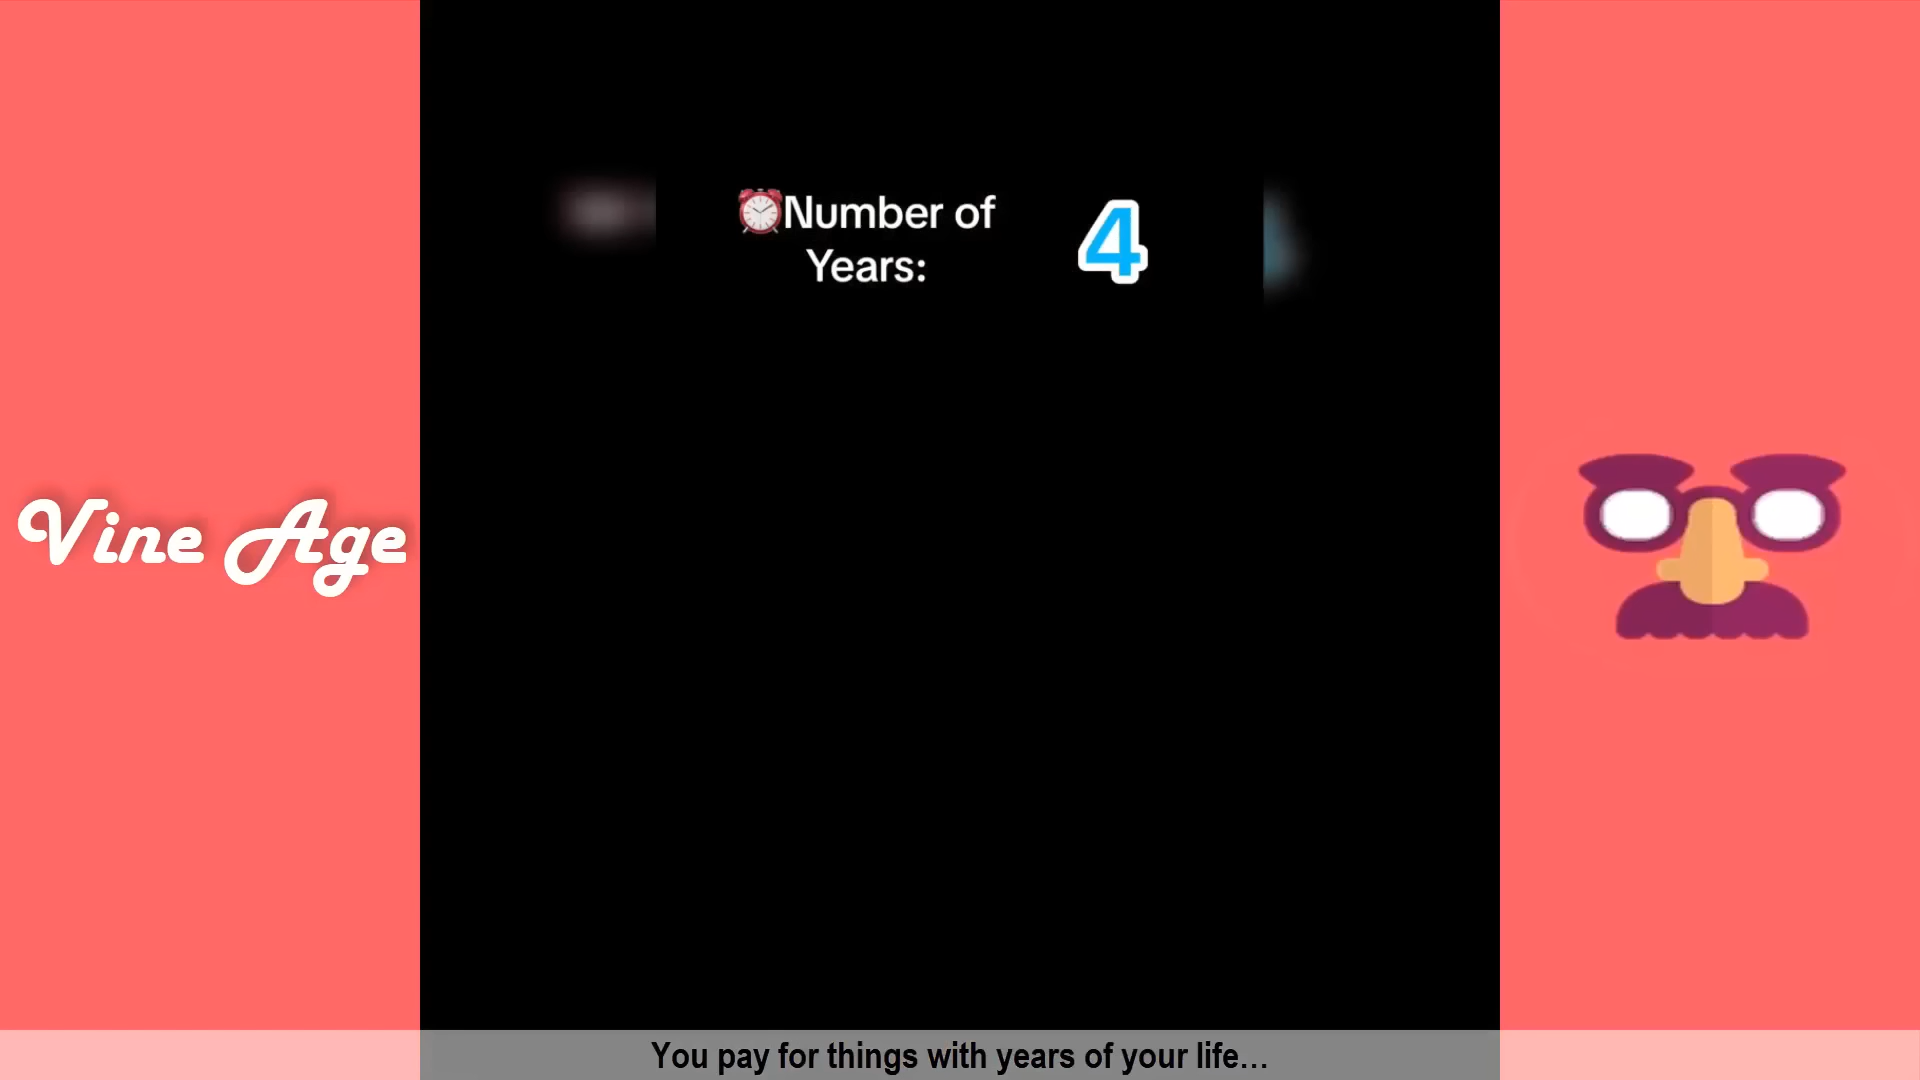 ⏰Number of
Years:
4
Vine Age
You pay for things with years of your life...